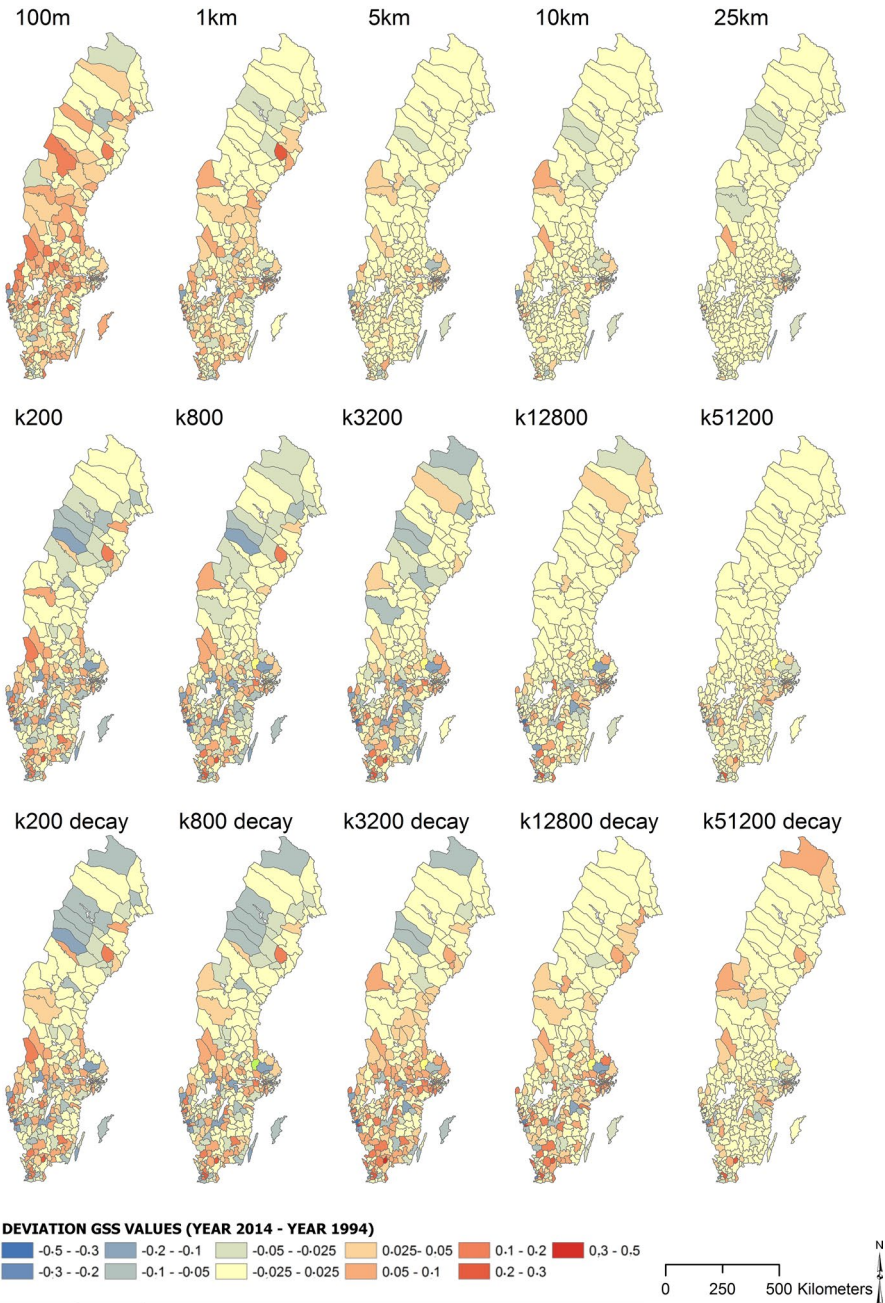 100m 1km 5km 10km 25km
k200 k800 k3200 k12800 k51200
k200 decay k800 decay k3200 decay k12800 decay k51200 decay
DEVIATION GSS VALUES (YEAR 2014 - YEAR 1994)
-0.5 - -0.3 -0.2 - -0.1 -0.05 - -0.025 0.025- 0.05 0.1 - 0.2 0.3 - 0.5
-0.3 - -0.2 -0.1 - -0.05 -0.025 - 0.025 0.05 - 0.1 0.2 - 0.3
N
0 250 500 Kilometers